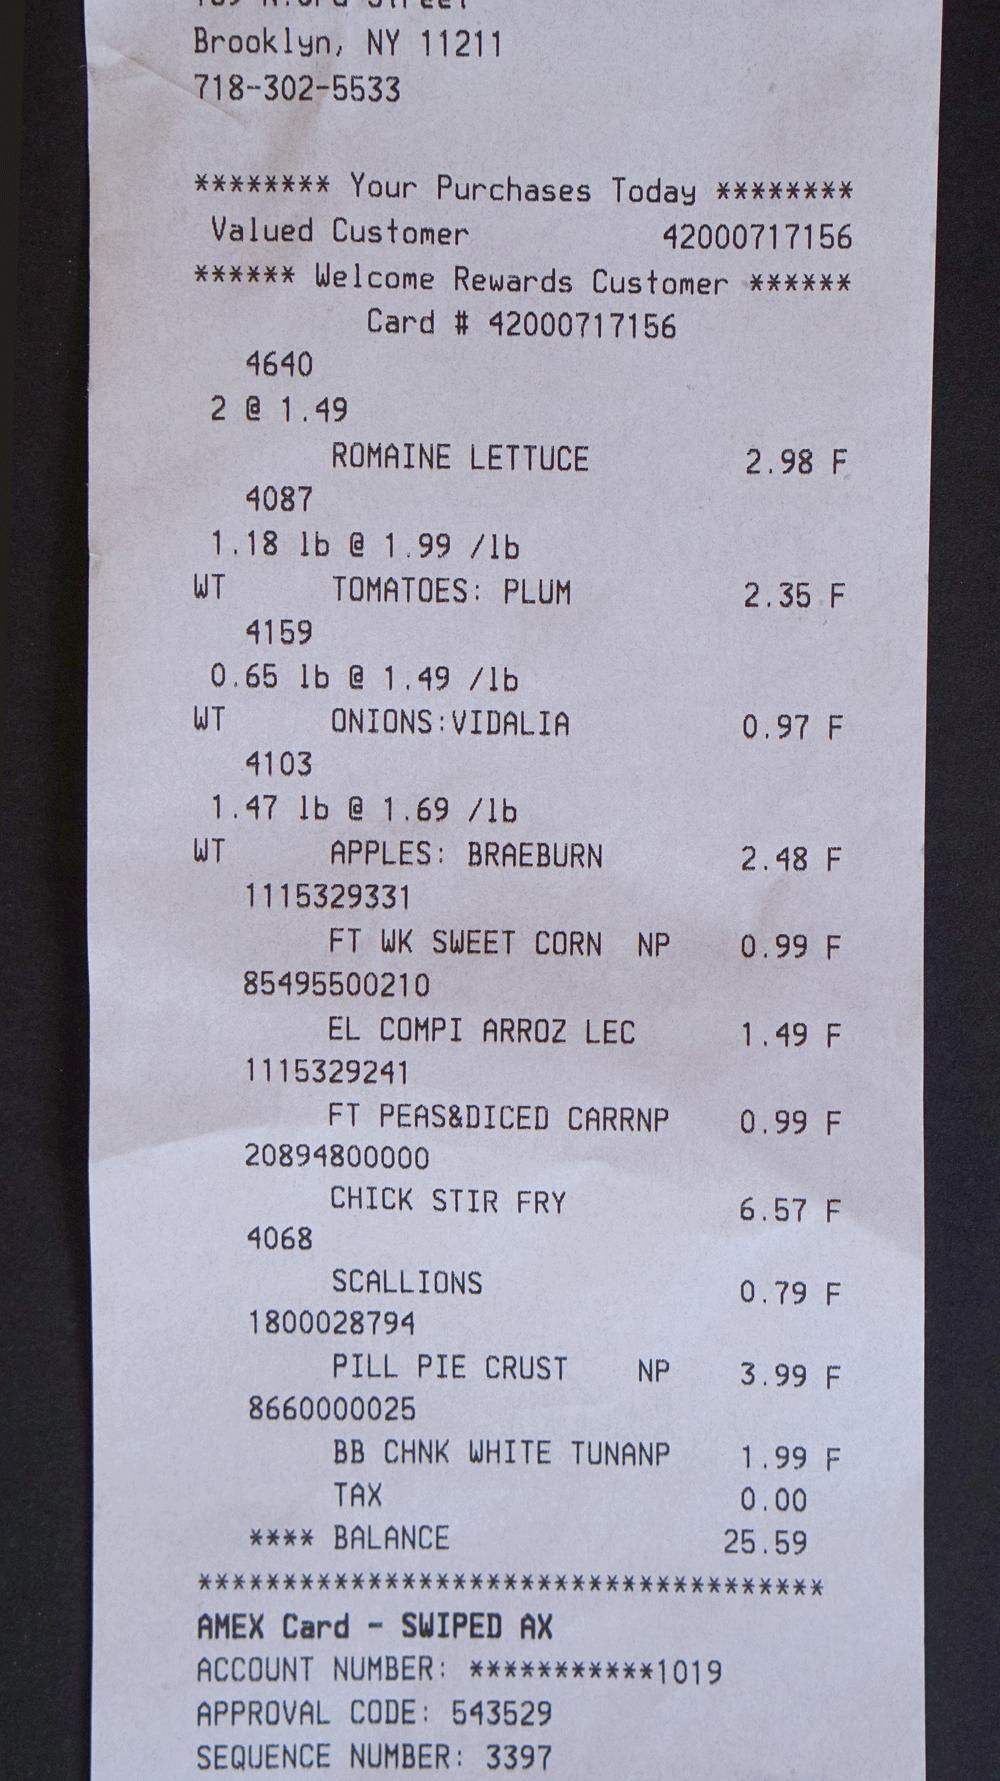 Brooklyn, NY 11211
718-302-5533
******** Your Purchases Today ********
Valued Customer 42000717156
****** Welcome Rewards Customer ******
Card # 42000717156
4640
2 @ 1.49
ROMAINE LETTUCE 2.98 F
4087
1.18 lb @ 1.99 /lb
WT TOMATOES: PLUM 2.35 F
4159
0.65 lb @ 1.49 /lb
WT ONIONS:VIDALIA 0.97 F
4103
1.47 lb @ 1.69 /lb
WT APPLES: BRAEBURN 2.48 F
1115329331
FT WK SWEET CORN NP 0.99 F
85495500210
EL COMPI ARROZ LEC 1.49 F
1115329241
FT PEAS&DICED CARRNP 0.99 F
20894800000
CHICK STIR FRY 6.57 F
4068
SCALLIONS 0.79 F
1800028794
PILL PIE CRUST NP 3.99 F
8660000025
BB CHNK WHITE TUNANP 1.99 F
TAX 0.00
**** BALANCE 25.59
*************************************
AMEX Card - SWIPED AX
ACCOUNT NUMBER: ***********1019
APPROVAL CODE: 543529
SEQUENCE NUMBER: 3397